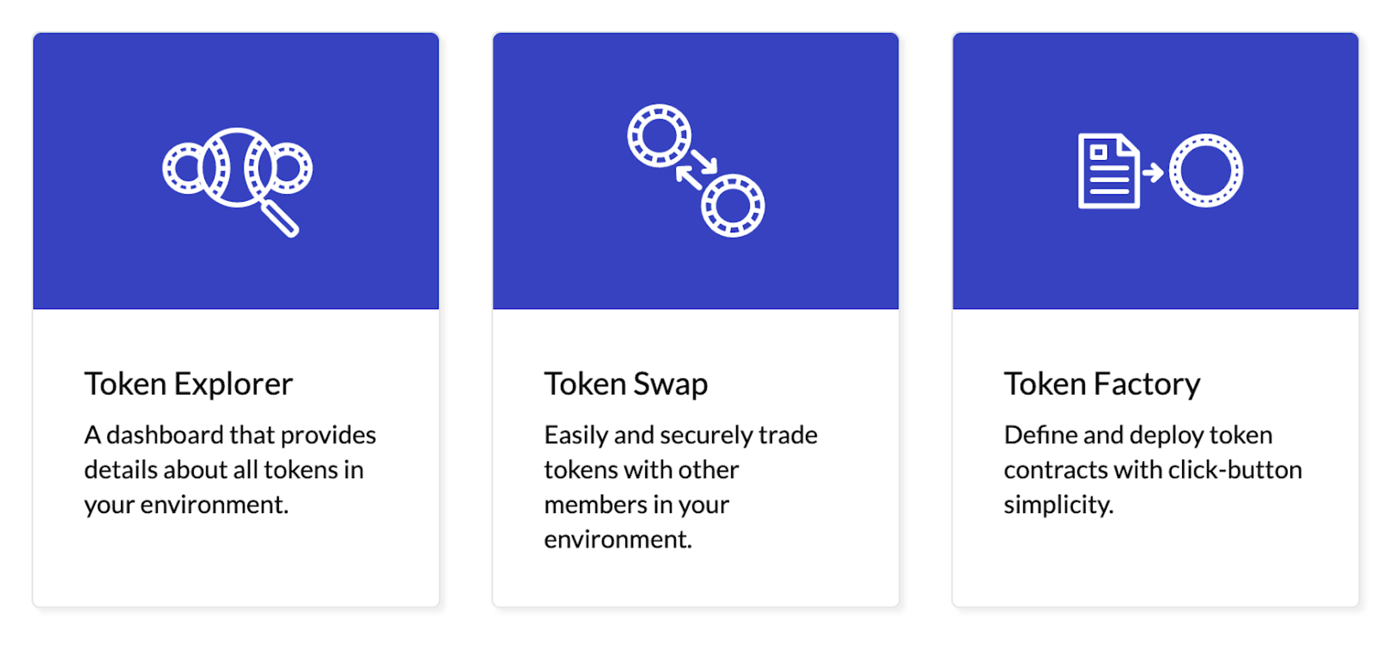 Token Explorer
A dashboard that provides
details about all tokens in
your environment.
Token Swap
Easily and securely trade
tokens with other
members in your
environment.
Token Factory
Define and deploy token
contracts with click-button
simplicity.